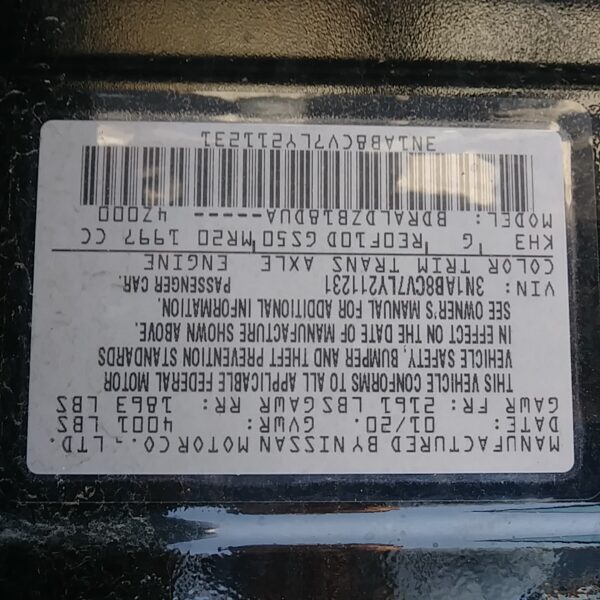 MANUFACTURED BY NISSAN MOTOR CO., LTD.
DATE: 01/20. GVWR: 4001 LBS
GAWR FR: 2161 LBS GAWR RR: 1863 LBS
THIS VEHICLE CONFORMS TO ALL APPLICABLE FEDERAL MOTOR
VEHICLE SAFETY, BUMPER AND THEFT PREVENTION STANDARDS
IN EFFECT ON THE DATE OF MANUFACTURE SHOWN ABOVE.
SEE OWNER'S MANUAL FOR ADDITIONAL INFORMATION.
VIN: 3N1AB8CV7LY211231 PASSENGER CAR.
COLOR TRIM TRANS AXLE ENGINE
KH3 G RE0F10D GS50 MR20 1997 CC
MODEL: BDRALDZB18DUA----- 47000
3N1AB8CV7LY211231